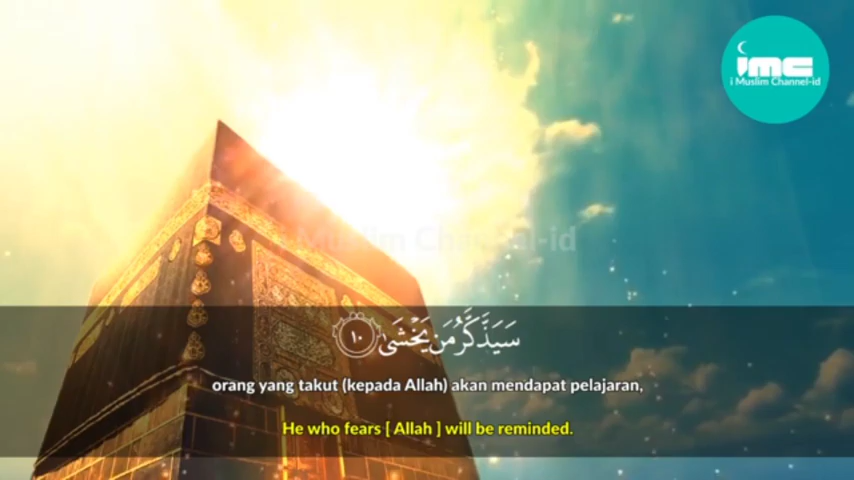 imc
i Muslim Channel-id
i Muslim Channel-id
سَيَذَّكَّرُ مَن يَخْشَىٰ ١٠
orang yang takut (kepada Allah) akan mendapat pelajaran,
He who fears [ Allah ] will be reminded.